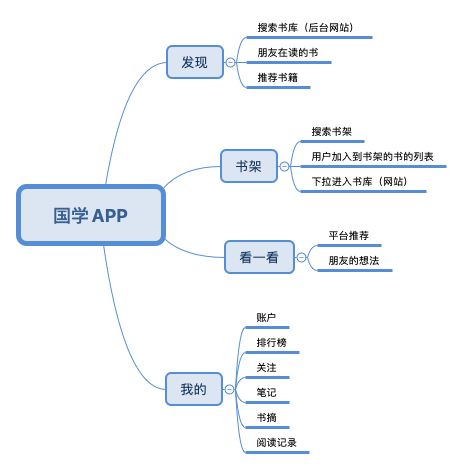 国学 APP
发现
搜索书库（后台网站）
朋友在读的书
推荐书籍
书架
搜索书架
用户加入到书架的书的列表
下拉进入书库（网站）
看一看
平台推荐
朋友的想法
我的
账户
排行榜
关注
笔记
书摘
阅读记录